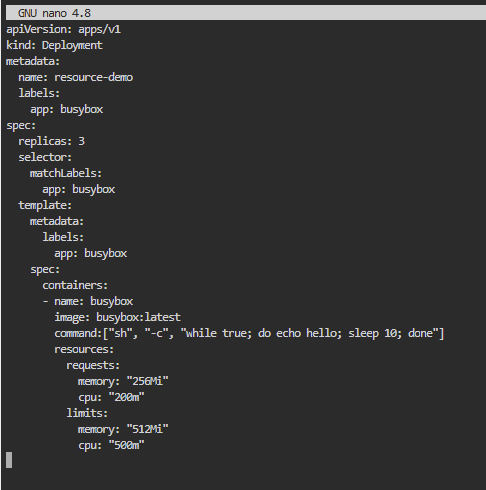 GNU nano 4.8
apiVersion: apps/v1
kind: Deployment
metadata:
  name: resource-demo
  labels:
    app: busybox
spec:
  replicas: 3
  selector:
    matchLabels:
      app: busybox
  template:
    metadata:
      labels:
        app: busybox
    spec:
      containers:
      - name: busybox
        image: busybox:latest
        command:["sh", "-c", "while true; do echo hello; sleep 10; done"]
        resources:
          requests:
            memory: "256Mi"
            cpu: "200m"
          limits:
            memory: "512Mi"
            cpu: "500m"